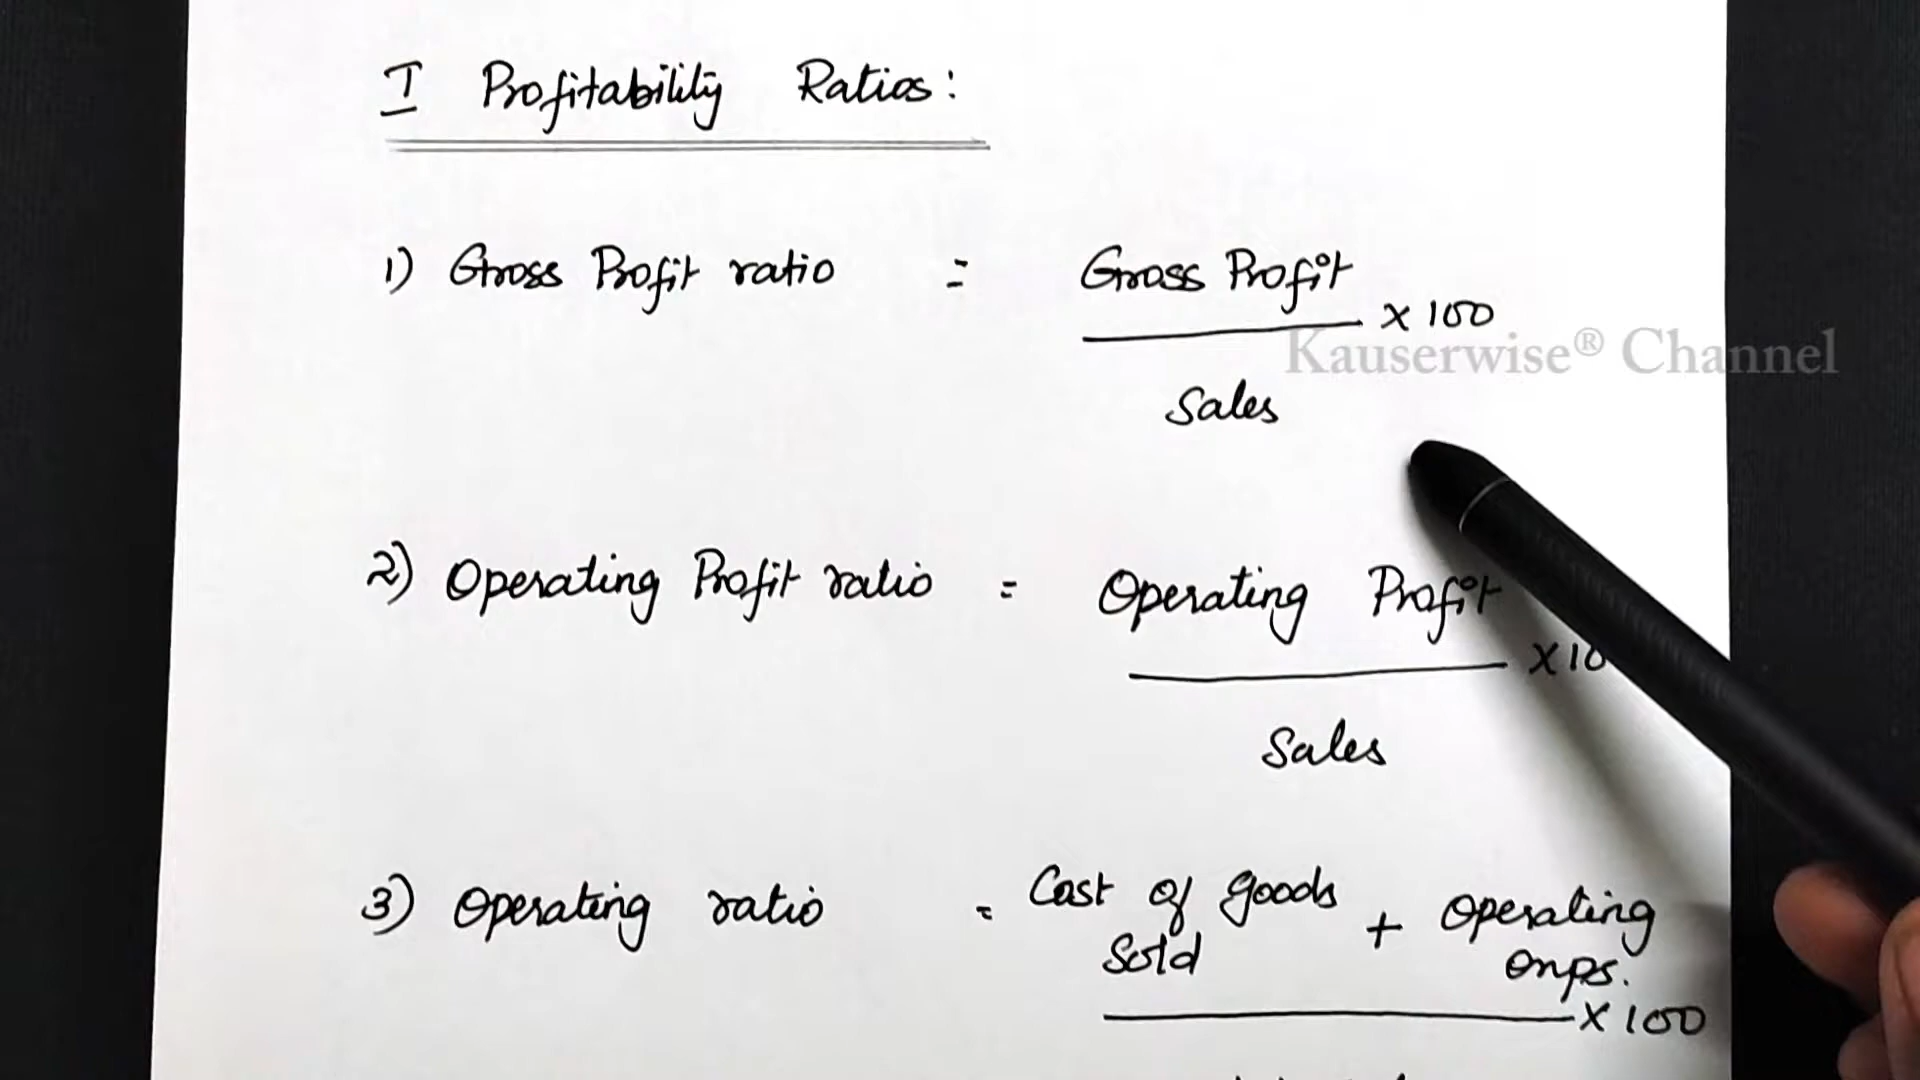 I Profitability Ratios:
1) Gross Profit ratio = Gross Profit × 100
Sales
Kauserwise® Channel
2) Operating Profit ratio = Operating Profit
× 10
Sales
3) Operating ratio = Cost of goods Sold + Operating
× 100